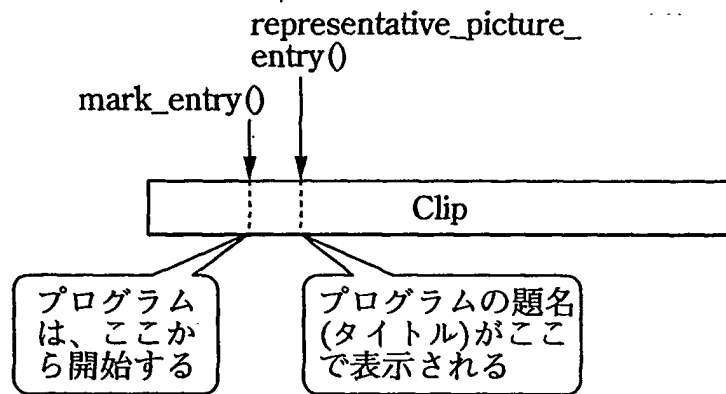 representative_picture_
entry()
mark_entry()
Clip
プログラム
は、ここか
ら開始する
プログラムの題名
(タイトル)がここ
で表示される